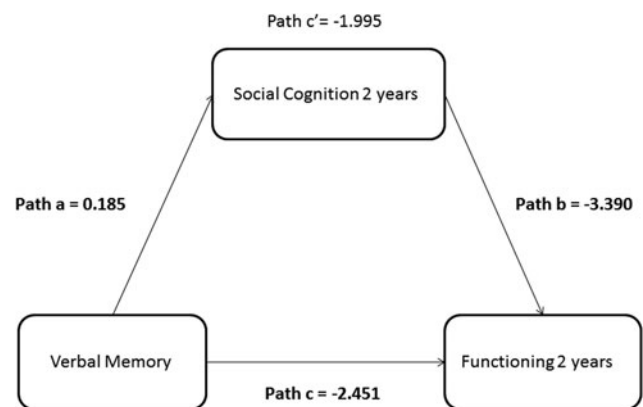 Path c’= -1.995
Social Cognition 2 years
Path a = 0.185
Path b = -3.390
Verbal Memory
Functioning 2 years
Path c = -2.451